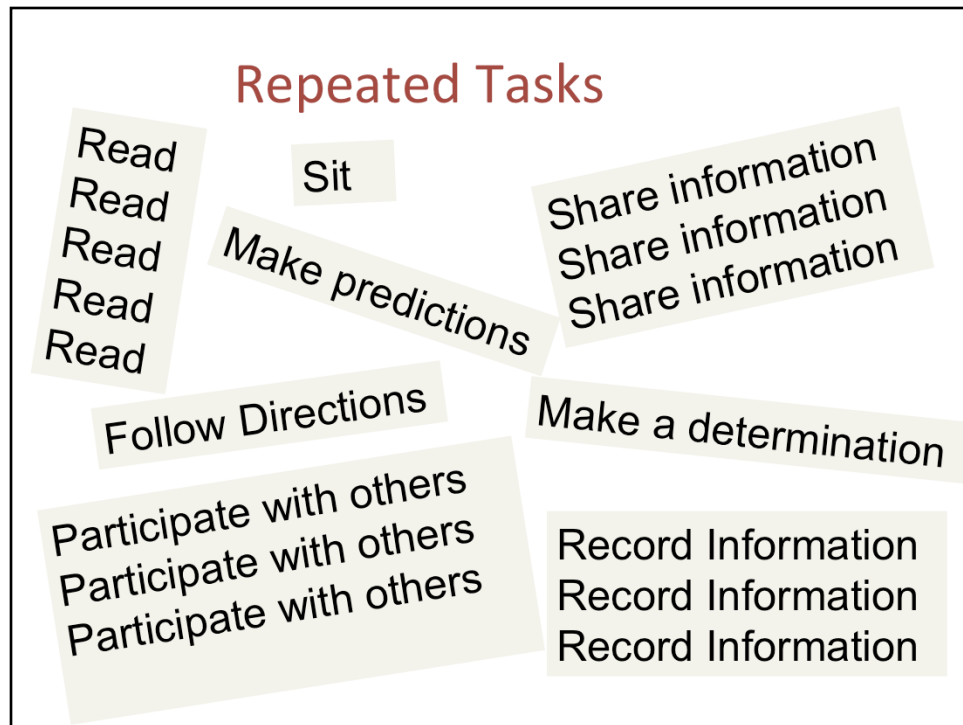 Repeated Tasks
Read
Read
Read
Read
Read
Sit
Make predictions
Share information
Share information
Share information
Follow Directions
Make a determination
Participate with others
Participate with others
Participate with others
Record Information
Record Information
Record Information